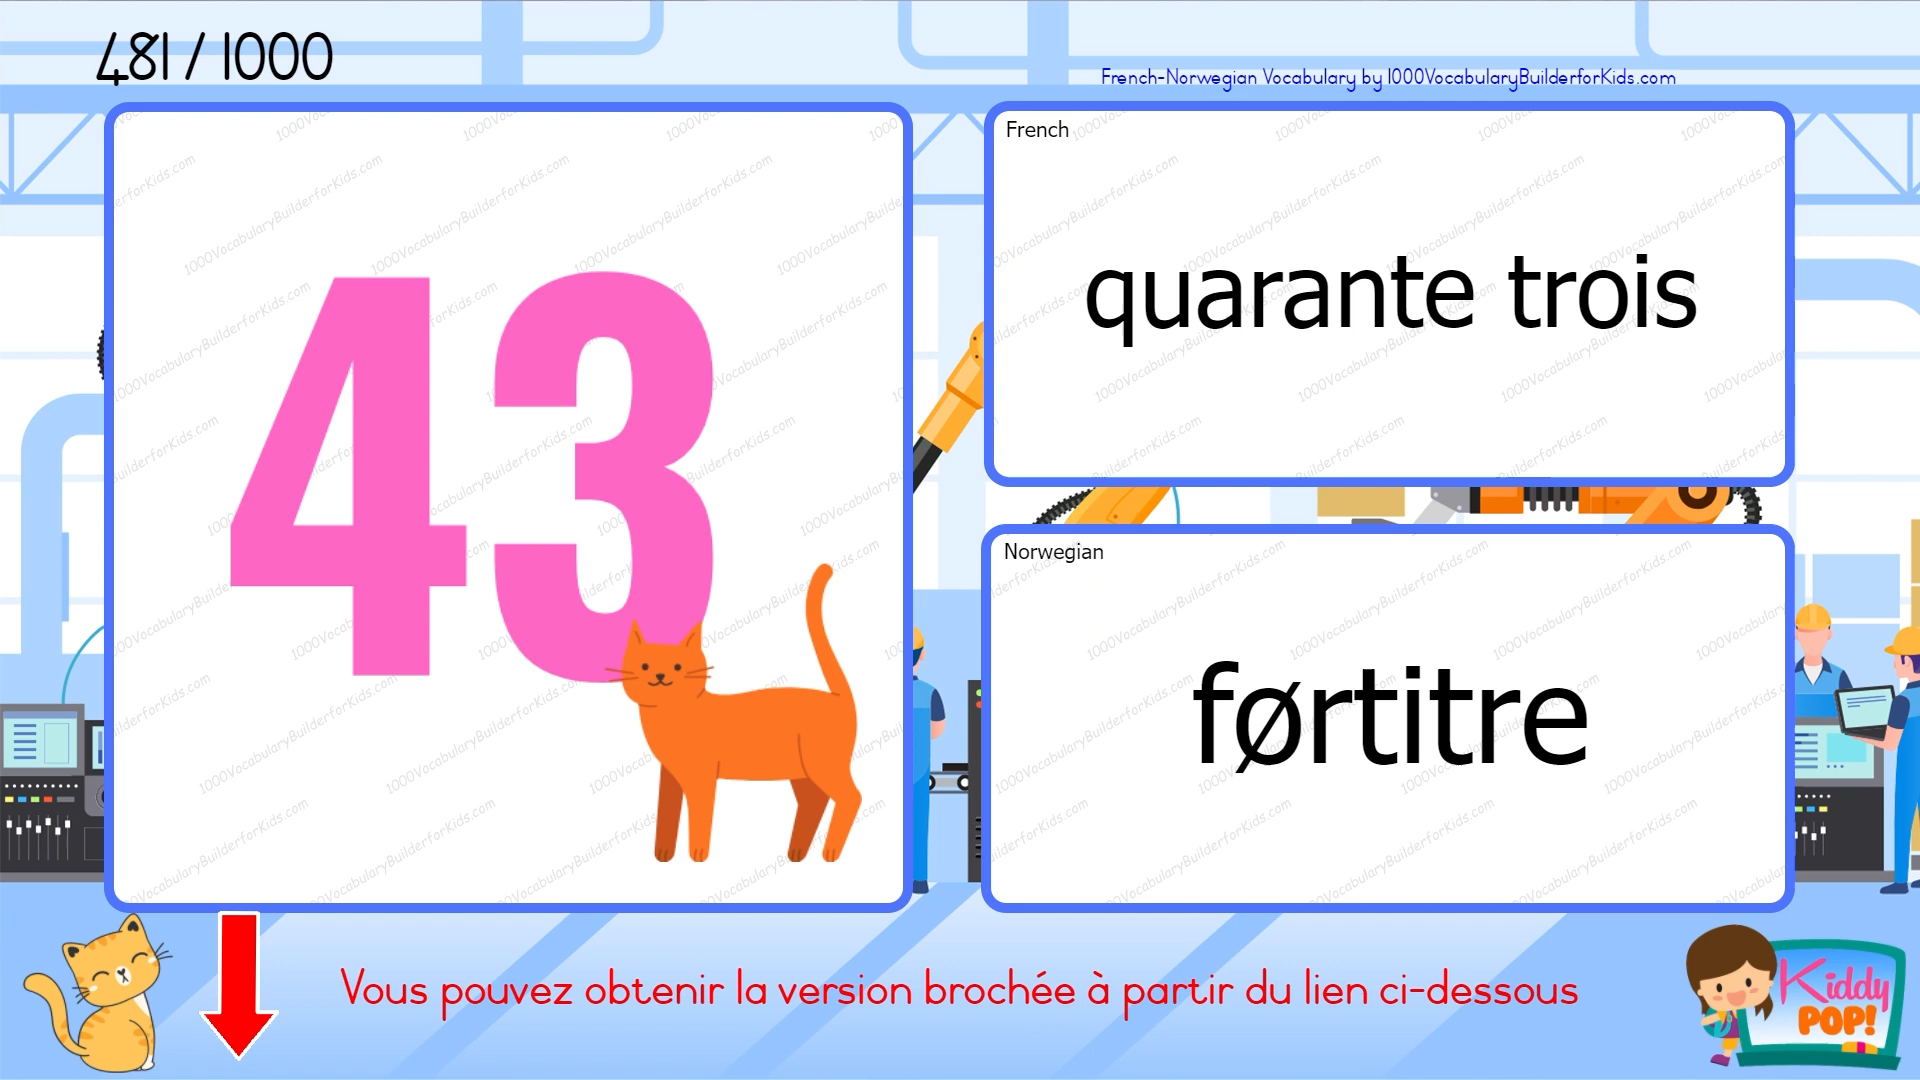 481 / 1000
French-Norwegian Vocabulary by 1000VocabularyBuilderforKids.com
43
French
quarante trois
Norwegian
førtitre
Vous pouvez obtenir la version brochée à partir du lien ci-dessous
Kiddy
POP!